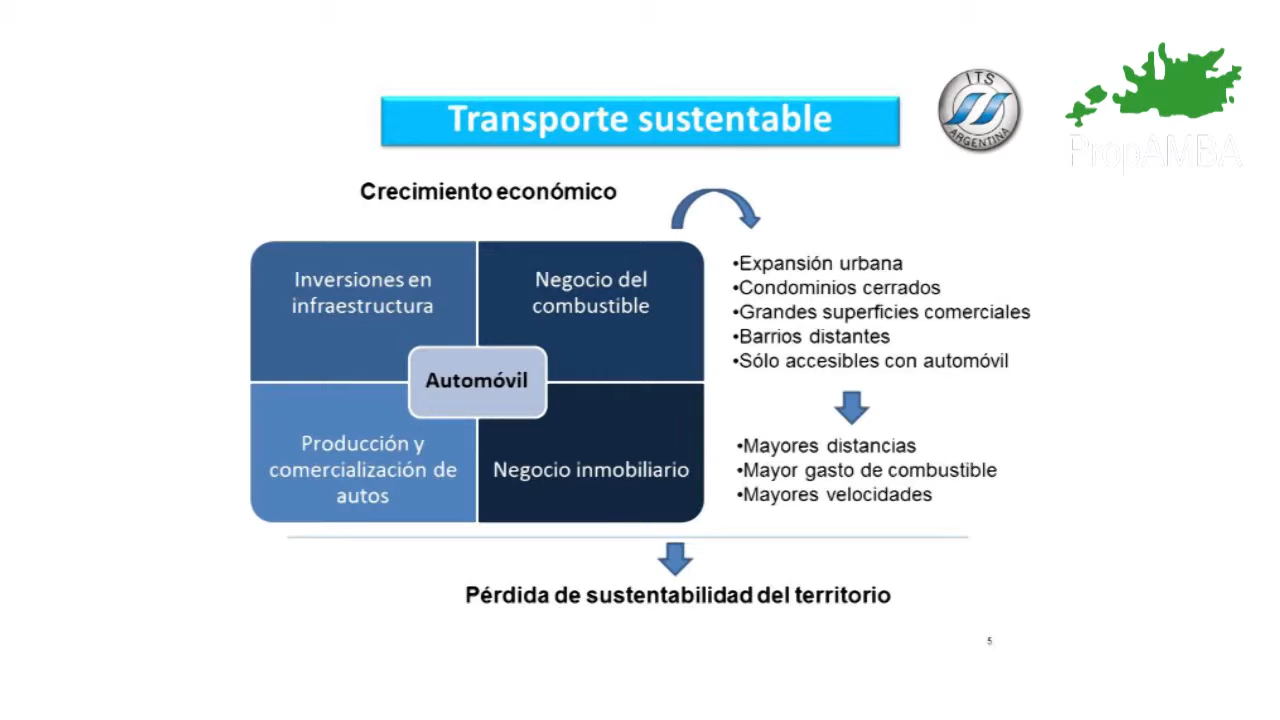 Transporte sustentable
ITS
ARGENTINA
PropAMBA
Crecimiento económico
Inversiones en
infraestructura
Negocio del
combustible
Automóvil
Producción y
comercialización de
autos
Negocio inmobiliario
•Expansión urbana
•Condominios cerrados
•Grandes superficies comerciales
•Barrios distantes
•Sólo accesibles con automóvil
•Mayores distancias
•Mayor gasto de combustible
•Mayores velocidades
Pérdida de sustentabilidad del territorio
5